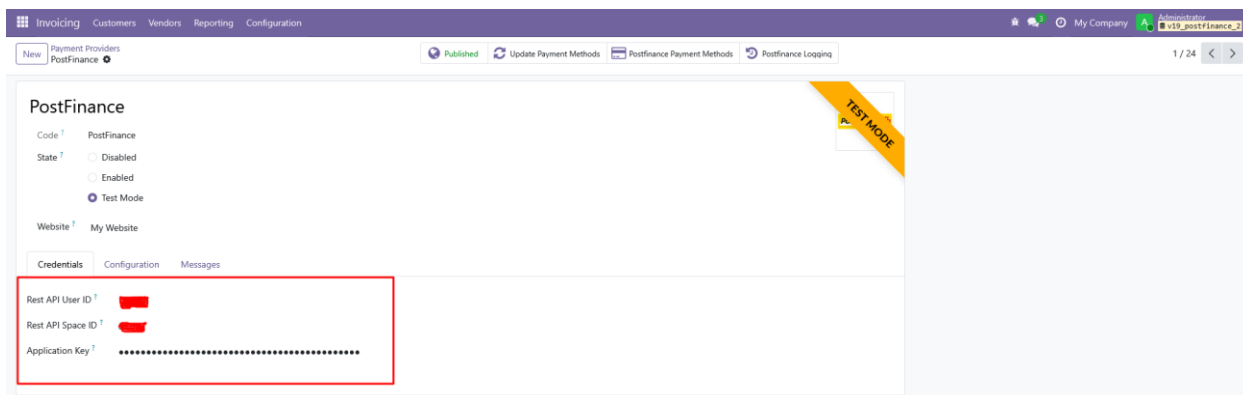 Invoicing Customers Vendors Reporting Configuration
3 My Company A Administrator
v19_postfinance_2
New Payment Providers
PostFinance
Published Update Payment Methods Postfinance Payment Methods Postfinance Logging
1 / 24
PostFinance
TEST MODE
Code ? PostFinance
State ? Disabled
Enabled
Test Mode
Website ? My Website
Credentials Configuration Messages
Rest API User ID ?
Rest API Space ID ?
Application Key ? ••••••••••••••••••••••••••••••••••••••••••••